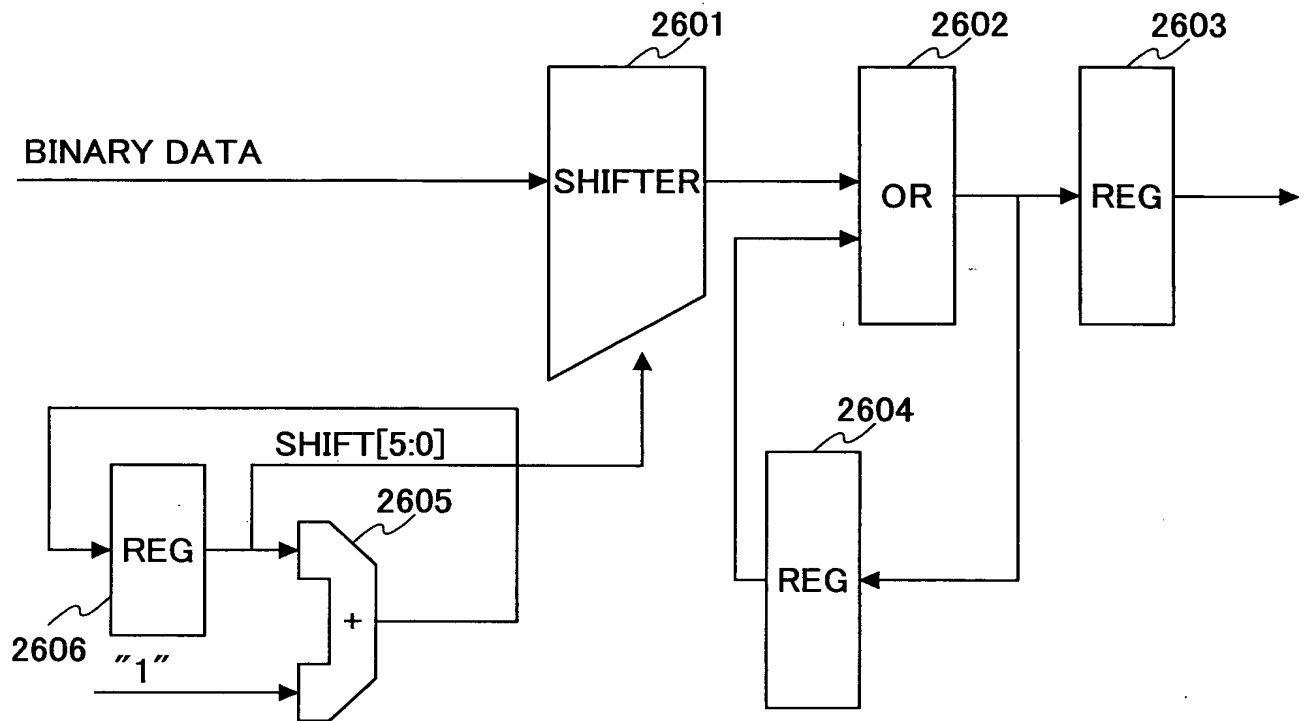 2601
2602
2603
BINARY DATA
SHIFTER
OR
REG
2604
SHIFT[5:0]
2605
REG
REG
+
2606
"1"